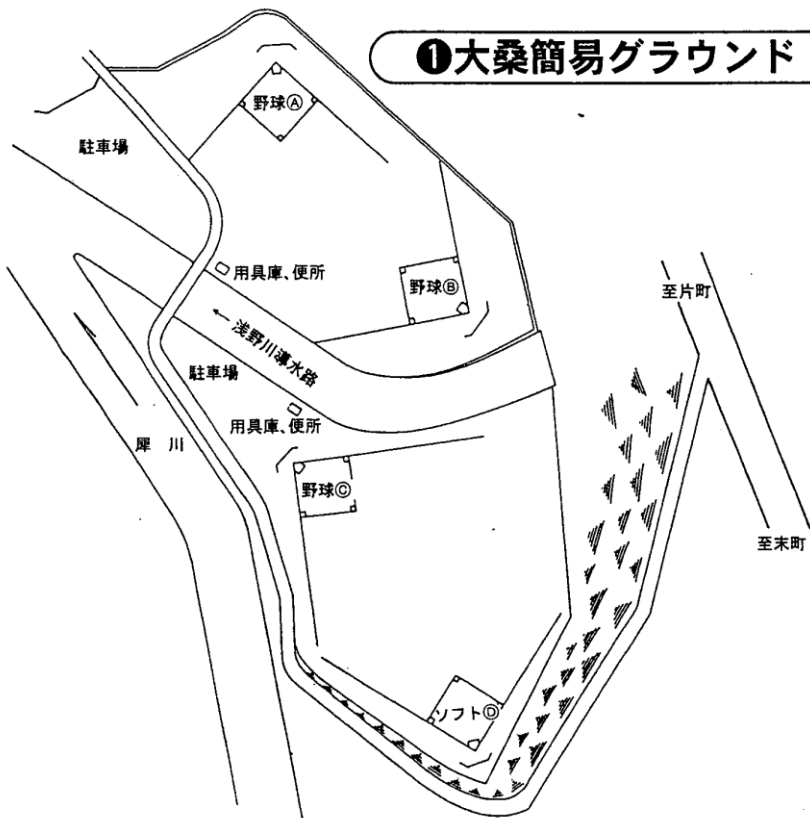 ❶大桑簡易グラウンド
野球Ⓐ
駐車場
用具庫、便所
野球Ⓑ
至片町
←浅野川導水路
駐車場
用具庫、便所
犀川
野球Ⓒ
至末町
ソフトⒹ